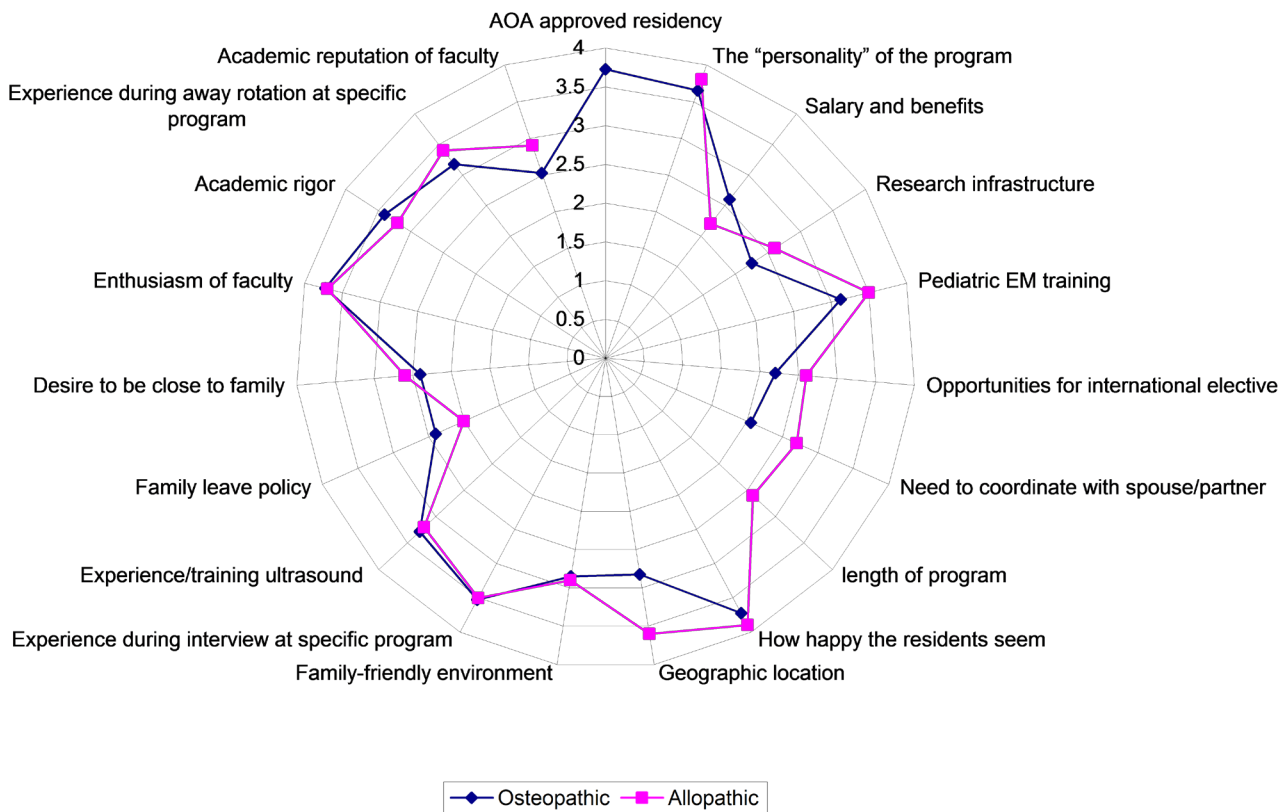 AOA approved residency
The “personality” of the program
Salary and benefits
Research infrastructure
Pediatric EM training
Opportunities for international elective
Need to coordinate with spouse/partner
length of program
How happy the residents seem
Geographic location
Family-friendly environment
Experience during interview at specific program
Experience/training ultrasound
Family leave policy
Desire to be close to family
Enthusiasm of faculty
Academic rigor
Experience during away rotation at specific
program
Academic reputation of faculty
4
3.5
3
2.5
2
1.5
1
0.5
0
Osteopathic
Allopathic